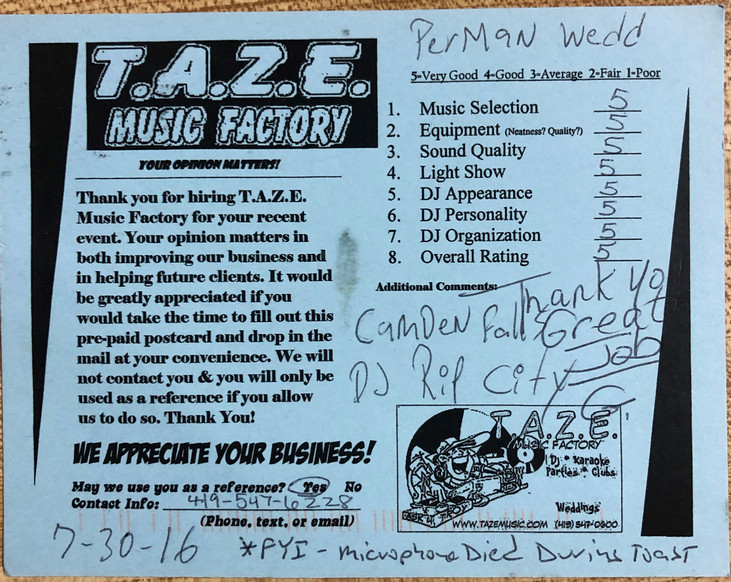 T.A.Z.E.
MUSIC FACTORY
YOUR OPINION MATTERS!
Thank you for hiring T.A.Z.E.
Music Factory for your recent
event. Your opinion matters in
both improving our business and
in helping future clients. It would
be greatly appreciated if you
would take the time to fill out this
pre-paid postcard and drop in the
mail at your convenience. We will
not contact you & you will only be
used as a reference if you allow
us to do so. Thank You!
WE APPRECIATE YOUR BUSINESS!
May we use you as a reference? Yes No
Contact Info: 419-547-6228
(Phone, text, or email)
7-30-16
PerMan Wedd
5=Very Good 4=Good 3=Average 2=Fair 1=Poor
1. Music Selection 5
2. Equipment (Neatness? Quality?) 5
3. Sound Quality 5
4. Light Show 5
5. DJ Appearance 5
6. DJ Personality 5
7. DJ Organization 5
8. Overall Rating 5
Additional Comments:
Thank You
Camden Falls Great
Job
DJ Rip City
T.A.Z.E.
MUSIC FACTORY
Dj * Karaoke
Parties * Clubs
Weddings
WWW.TAZEMUSIC.COM (419) 547-0600
*FYI - microphone Died During Toast